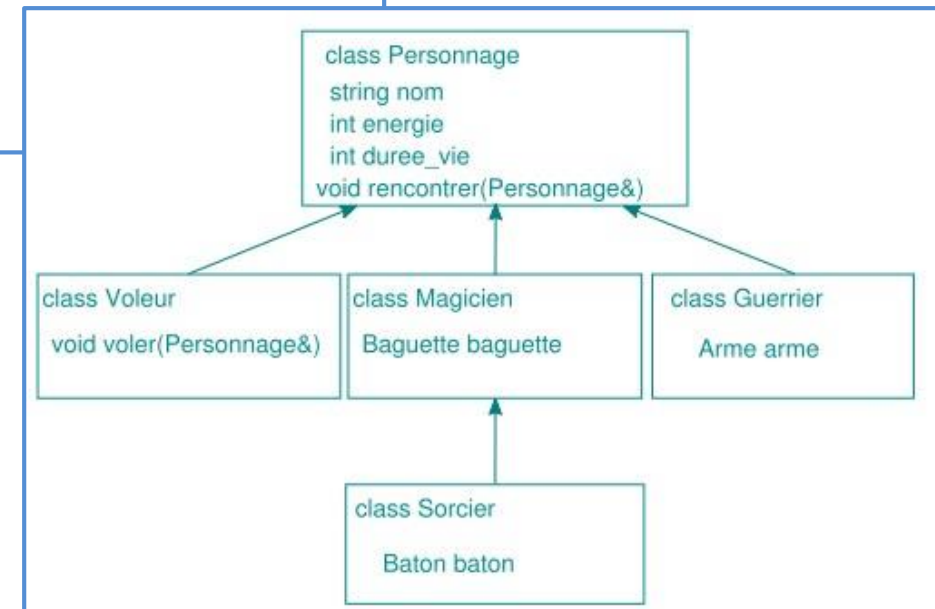 class Personnage
string nom
int energie
int duree_vie
void rencontrer(Personnage&)
class Voleur
void voler(Personnage&)
class Magicien
Baguette baguette
class Guerrier
Arme arme
class Sorcier
Baton baton